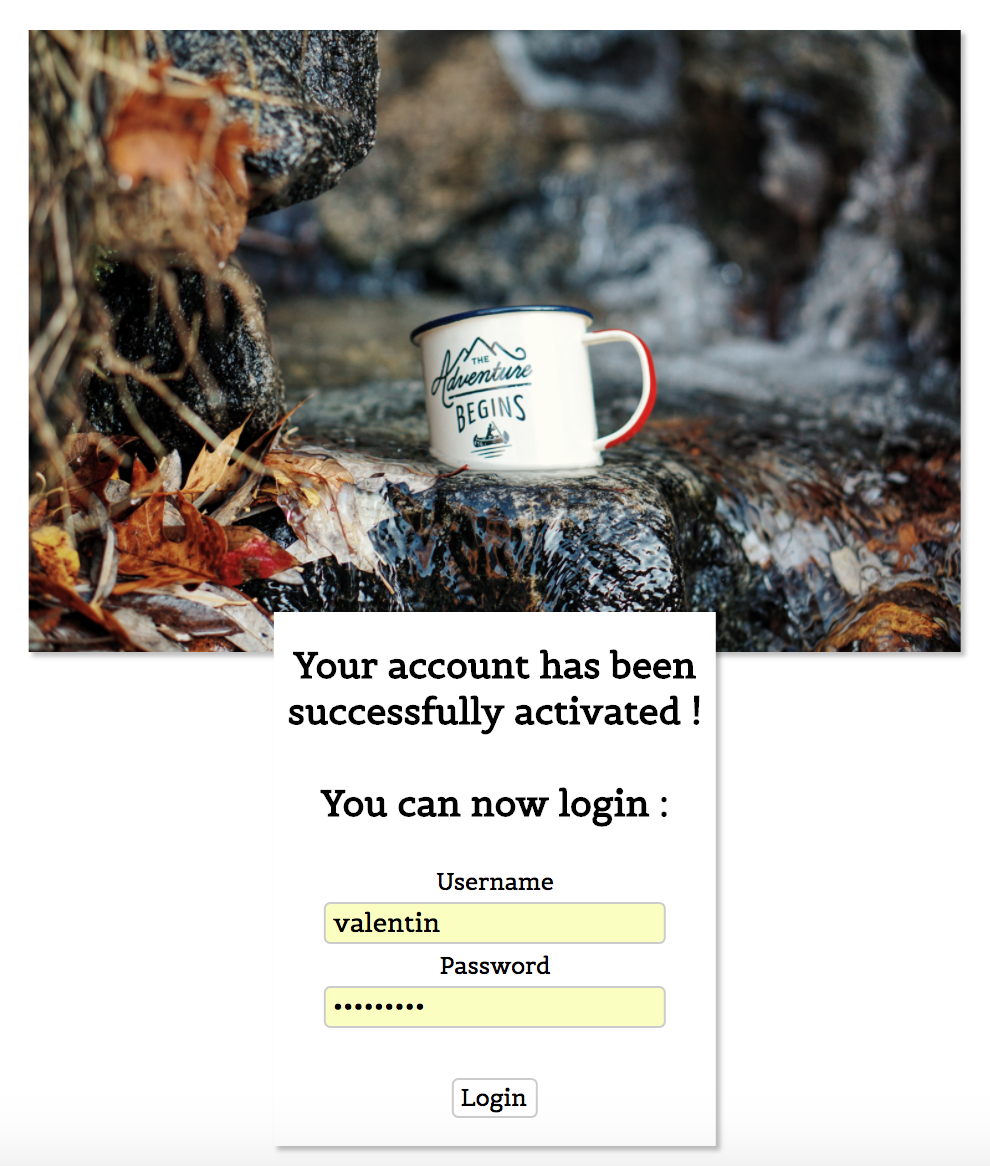 THE
Adventure
BEGINS
Your account has been
successfully activated !
You can now login :
Username
valentin
Password
•••••••••
Login